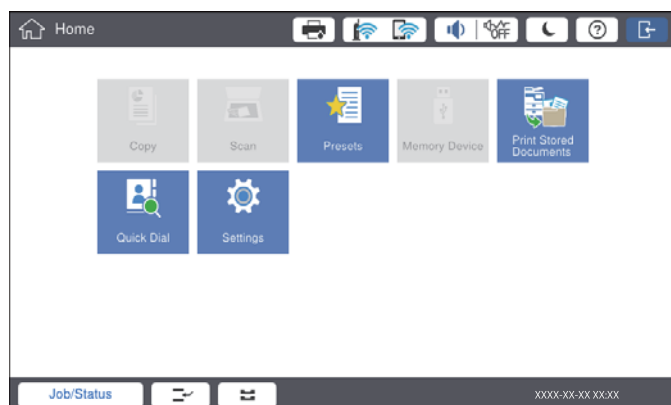 Home
OFF
?
Copy
Scan
Presets
Memory Device
Print Stored
Documents
Quick Dial
Settings
Job/Status
XXXX-XX-XX XX:XX